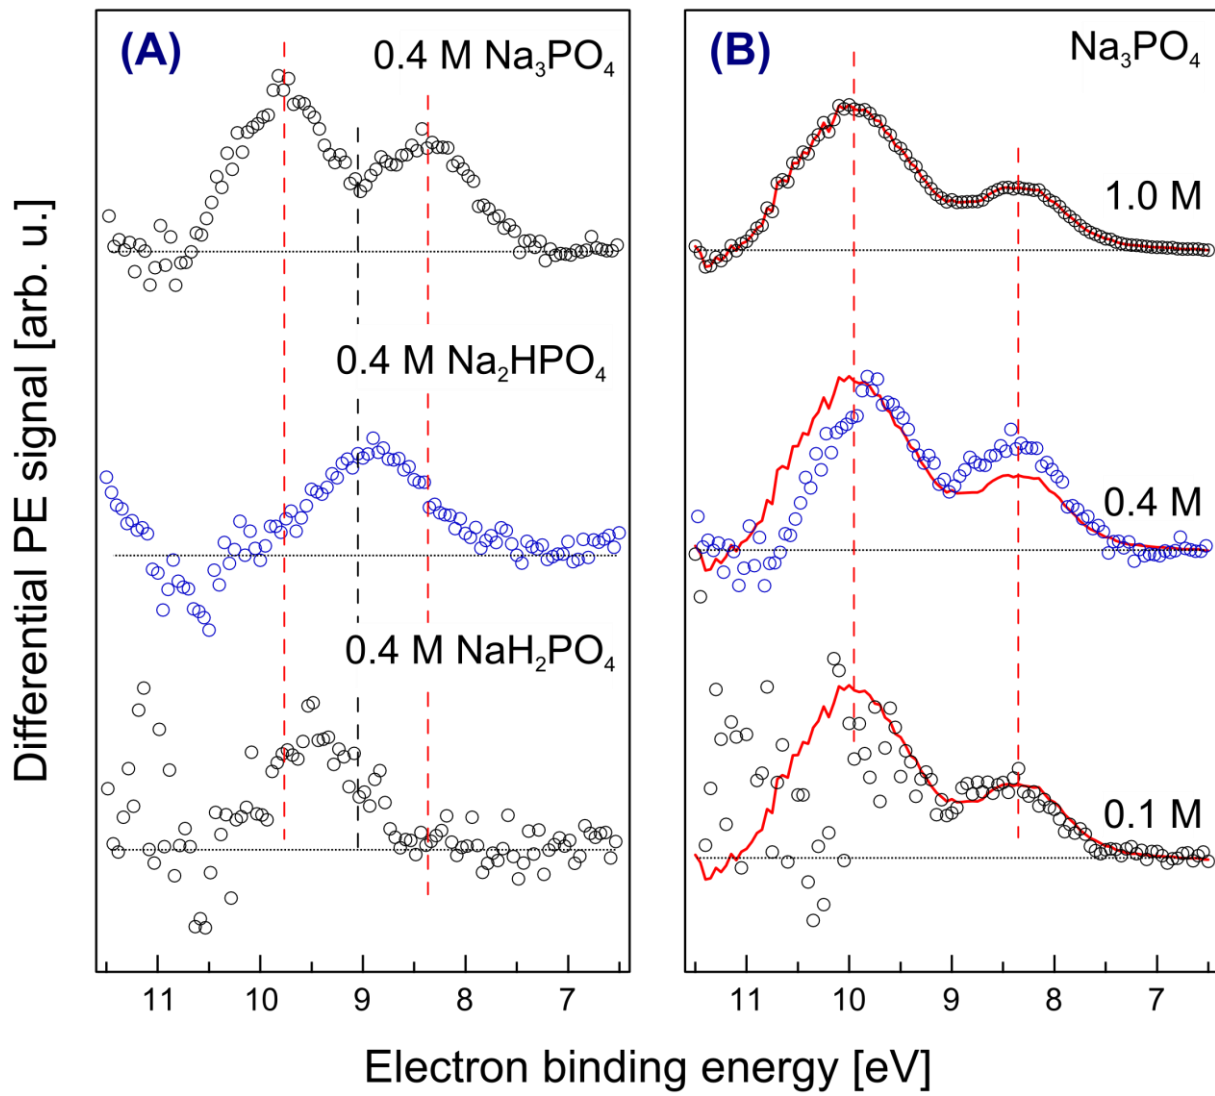 (A)
0.4 M Na₃PO₄
0.4 M Na₂HPO₄
0.4 M NaH₂PO₄
11 10 9 8 7
(B)
Na₃PO₄
1.0 M
0.4 M
0.1 M
11 10 9 8 7
Differential PE signal [arb. u.]
Electron binding energy [eV]